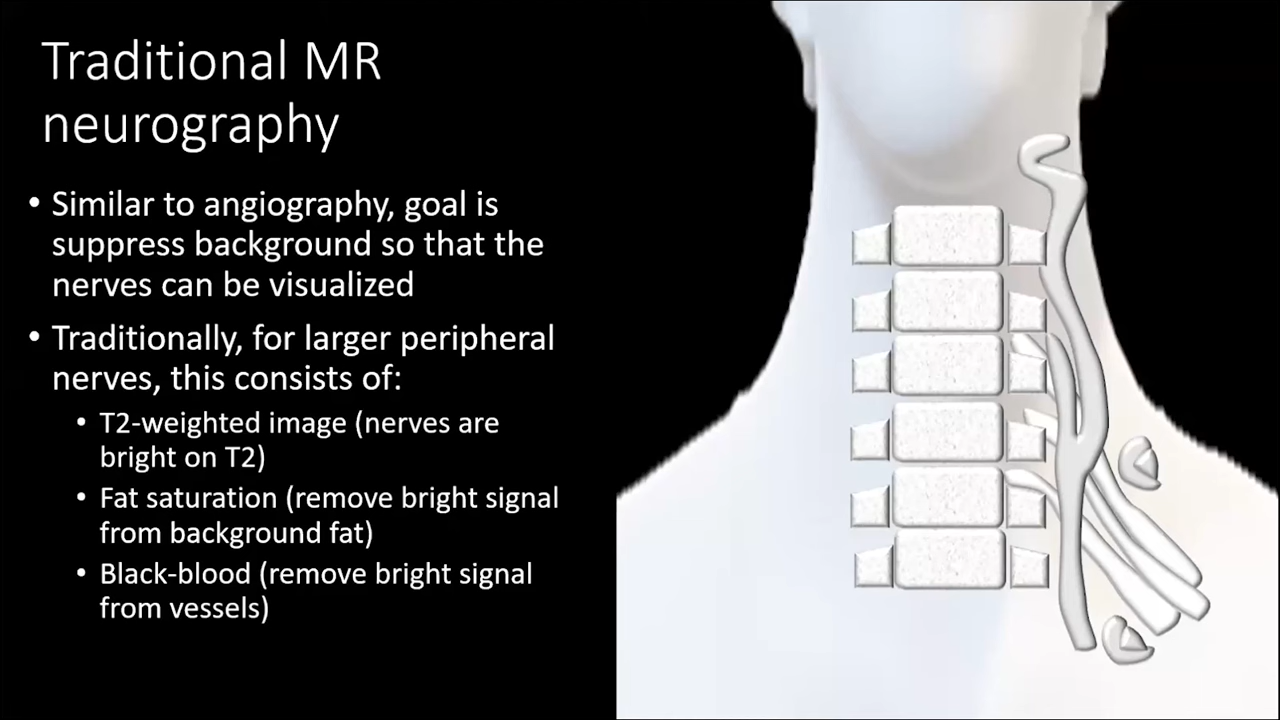 Traditional MR
neurography
• Similar to angiography, goal is
suppress background so that the
nerves can be visualized
• Traditionally, for larger peripheral
nerves, this consists of:
• T2-weighted image (nerves are
bright on T2)
• Fat saturation (remove bright signal
from background fat)
• Black-blood (remove bright signal
from vessels)